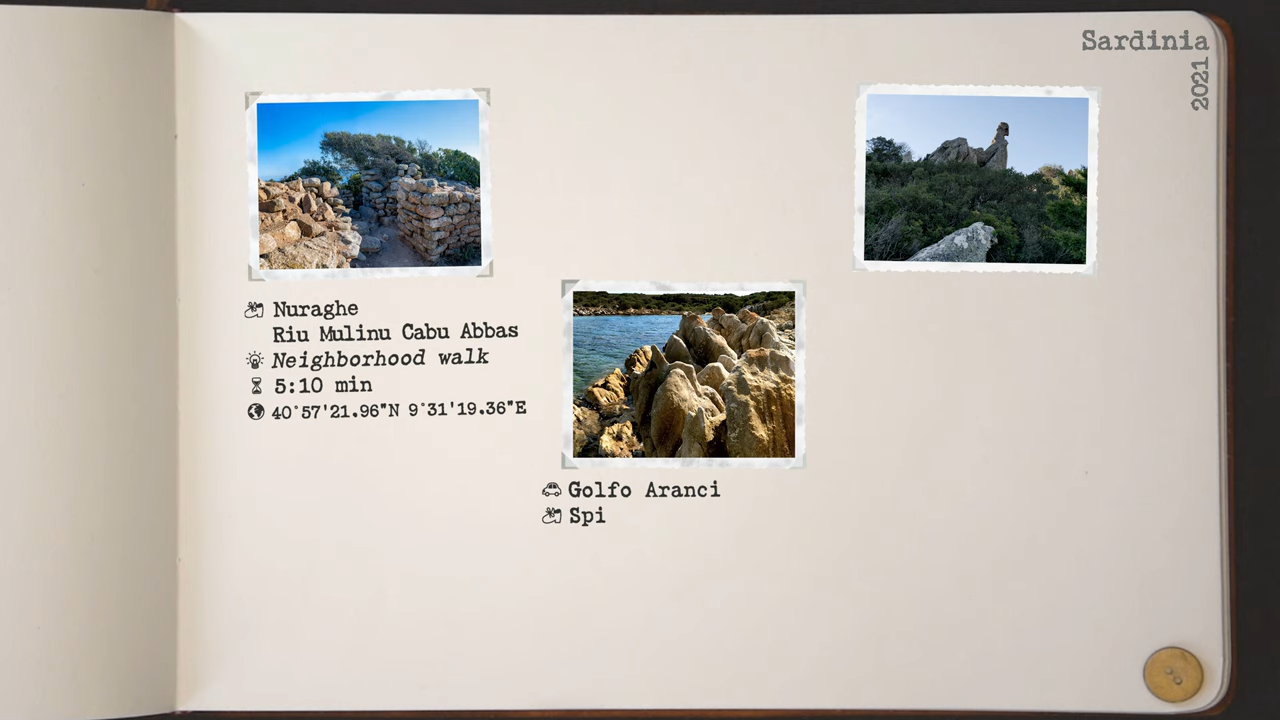 Sardinia
2021
Nuraghe
Riu Mulinu Cabu Abbas
Neighborhood walk
5:10 min
40°57'21.96"N 9°31'19.36"E
Golfo Aranci
Spi